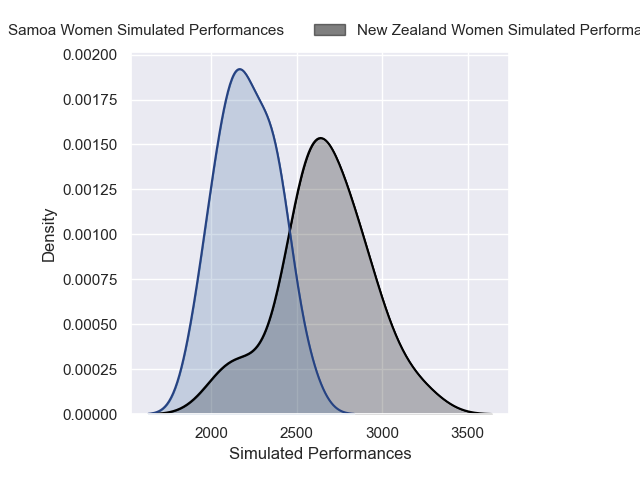 Samoa Women Simulated Performances
New Zealand Women Simulated Performa
0.00200
0.00175
0.00150
0.00125
0.00100
0.00075
0.00050
0.00025
0.00000
Density
2000 2500 3000 3500
Simulated Performances